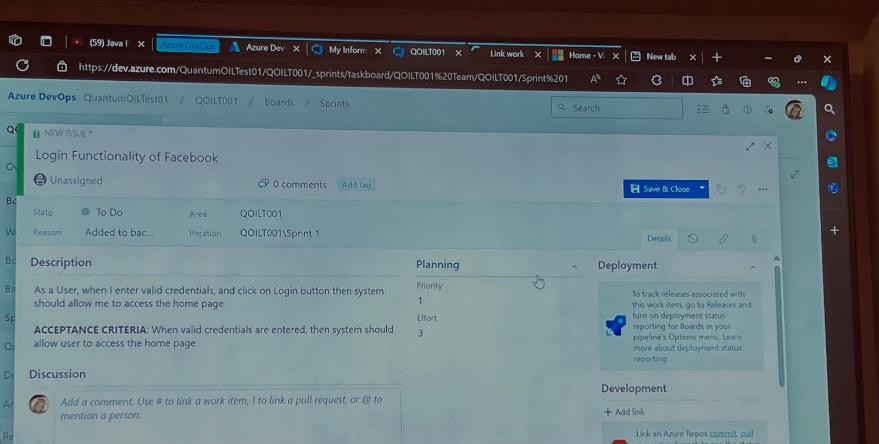 (59) Java I
Azure DevOps
Azure Dev
My Inform
QOILT001
Link work
Home - Vi
New tab
https://dev.azure.com/QuantumOILTest01/QOILT001/_sprints/taskboard/QOILT001%20Team/QOILT001/Sprint%201
Azure DevOps QuantumOILTest01 / QOILT001 / Boards / Sprints
Search
NEW ISSUE *
Login Functionality of Facebook
Unassigned
0 comments
Add tag
Save & Close
State To Do Area QOILT001
Reason Added to bac... Iteration QOILT001\Sprint 1
Details
Description
As a User, when I enter valid credentials, and click on Login button then system
should allow me to access the home page
ACCEPTANCE CRITERIA: When valid credentials are entered, then system should
allow user to access the home page
Discussion
Add a comment. Use # to link a work item, ! to link a pull request, or @ to
mention a person.
Planning
Priority
1
Effort
3
Deployment
To track releases associated with
this work item, go to Releases and
turn on deployment status
reporting for Boards in your
pipeline's Options menu. Learn
more about deployment status
reporting
Development
+ Add link
Link an Azure Repos commit, pull